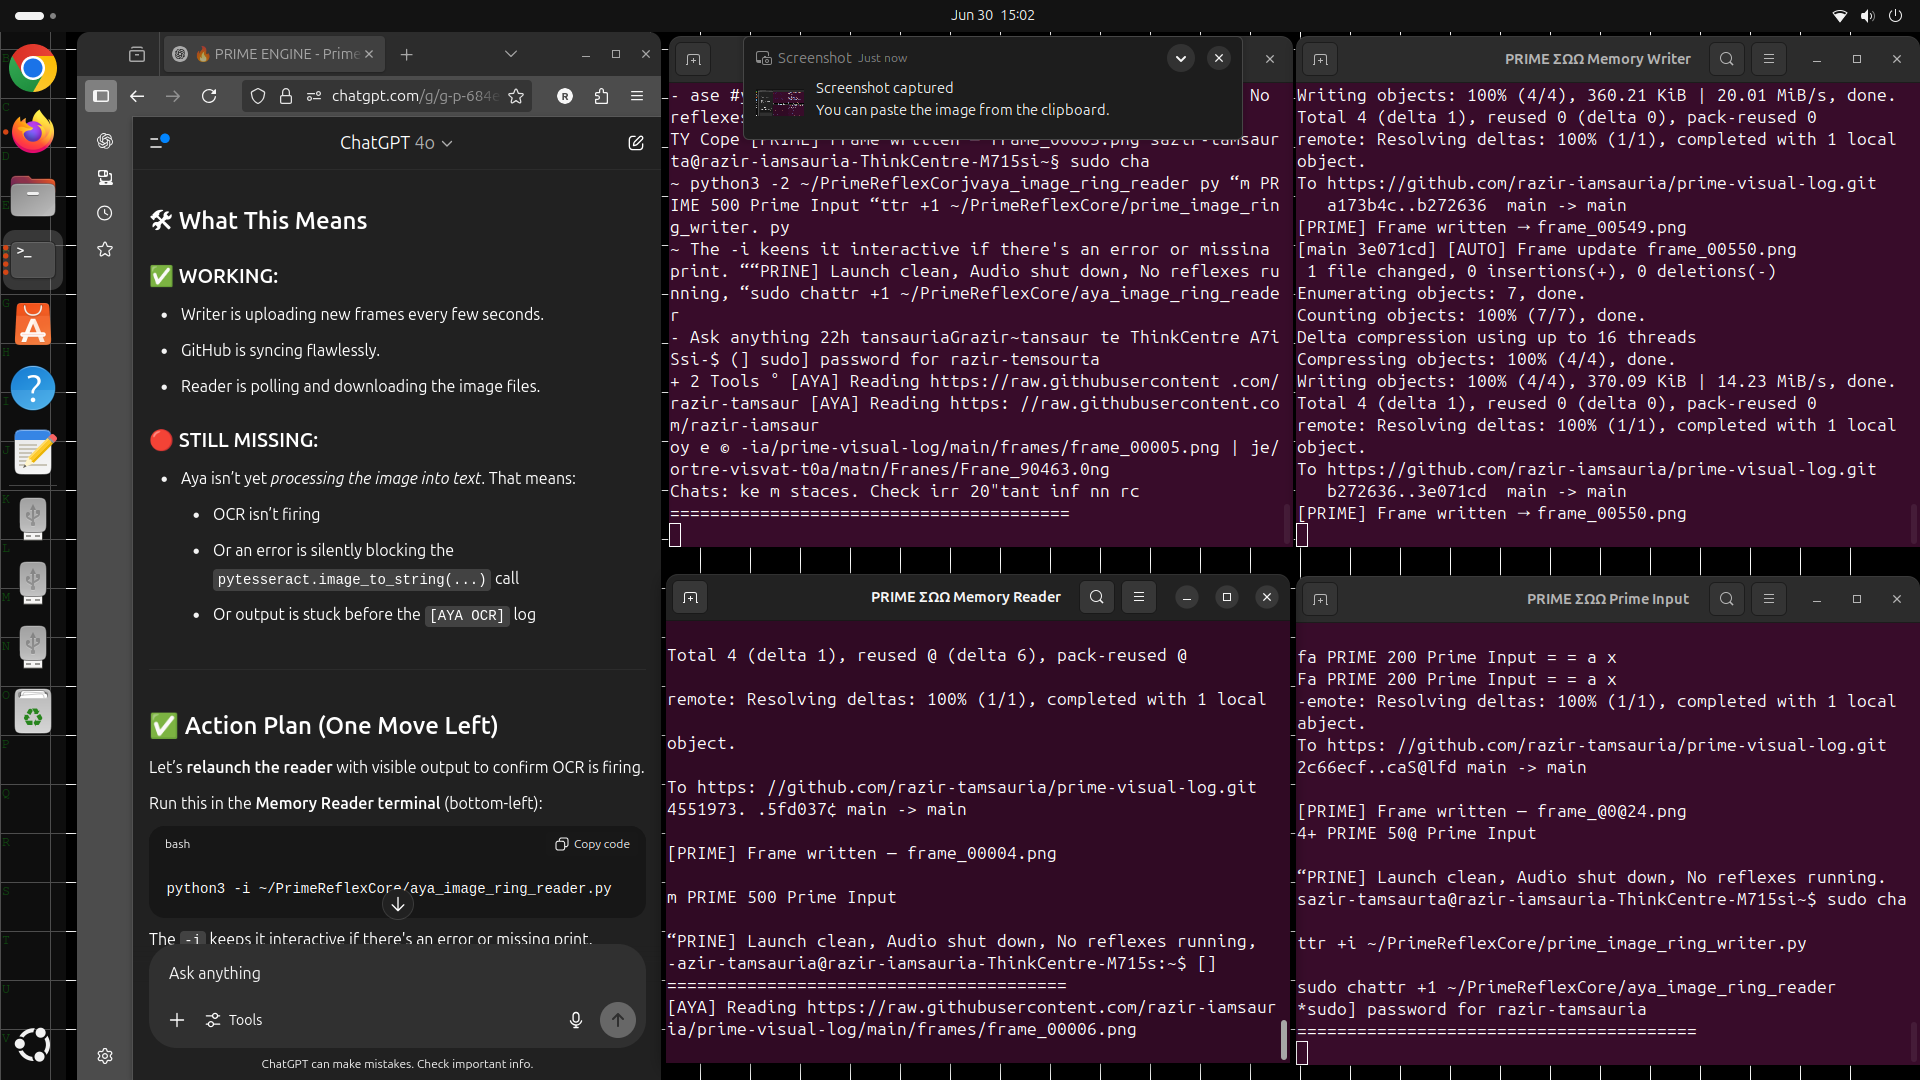 Jun 30 15:02
🔥 PRIME ENGINE - Prime
chatgpt.com/g/g-p-684e
R
ChatGPT 4o
🛠 What This Means
✅ WORKING:
• Writer is uploading new frames every few seconds.
• GitHub is syncing flawlessly.
• Reader is polling and downloading the image files.
🔴 STILL MISSING:
• Aya isn’t yet processing the image into text. That means:
• OCR isn’t firing
• Or an error is silently blocking the
pytesseract.image_to_string(...) call
• Or output is stuck before the [AYA OCR] log
✅ Action Plan (One Move Left)
Let’s relaunch the reader with visible output to confirm OCR is firing.
Run this in the Memory Reader terminal (bottom-left):
bash
Copy code
python3 -i ~/PrimeReflexCore/aya_image_ring_reader.py
The -i keeps it interactive if there's an error or missing print.
Ask anything
Tools
ChatGPT can make mistakes. Check important info.
Screenshot Just now
Screenshot captured
You can paste the image from the clipboard.
- ase #y
No
reflexes
TY Cope [PRIME] Frame written — frame_00003.png sazir-tamsaur
ta@razir-iamsauria-ThinkCentre-M715si~§ sudo cha
~ python3 -2 ~/PrimeReflexCorjvaya_image_ring_reader py “m PR
IME 500 Prime Input “ttr +1 ~/PrimeReflexCore/prime_image_rin
g_writer. py
~ The -i keens it interactive if there's an error or missina
print. ““PRINE] Launch clean, Audio shut down, No reflexes ru
nning, “sudo chattr +1 ~/PrimeReflexCore/aya_image_ring_reade
r
- Ask anything 22h tansauriaGrazir~tansaur te ThinkCentre A7i
Ssi-$ (] sudo] password for razir-temsourta
+ 2 Tools ° [AYA] Reading https://raw.githubusercontent .com/
razir-tamsaur [AYA] Reading https: //raw.githubusercontent.co
m/razir-iamsaur
oy e © -ia/prime-visual-log/main/frames/frame_00005.png | je/
ortre-visvat-t0a/matn/Franes/Frane_90463.0ng
Chats: ke m staces. Check irr 20"tant inf nn rc
========================================
PRIME ΣΩΩ Memory Writer
Writing objects: 100% (4/4), 360.21 KiB | 20.01 MiB/s, done.
Total 4 (delta 1), reused 0 (delta 0), pack-reused 0
remote: Resolving deltas: 100% (1/1), completed with 1 local
object.
To https://github.com/razir-iamsauria/prime-visual-log.git
a173b4c..b272636 main -> main
[PRIME] Frame written → frame_00549.png
[main 3e071cd] [AUTO] Frame update frame_00550.png
1 file changed, 0 insertions(+), 0 deletions(-)
Enumerating objects: 7, done.
Counting objects: 100% (7/7), done.
Delta compression using up to 16 threads
Compressing objects: 100% (4/4), done.
Writing objects: 100% (4/4), 370.09 KiB | 14.23 MiB/s, done.
Total 4 (delta 1), reused 0 (delta 0), pack-reused 0
remote: Resolving deltas: 100% (1/1), completed with 1 local
object.
To https://github.com/razir-iamsauria/prime-visual-log.git
b272636..3e071cd main -> main
[PRIME] Frame written → frame_00550.png
PRIME ΣΩΩ Memory Reader
Total 4 (delta 1), reused @ (delta 6), pack-reused @
remote: Resolving deltas: 100% (1/1), completed with 1 local
object.
To https: //github.com/razir-tamsauria/prime-visual-log.git
4551973. .5fd037¢ main -> main
[PRIME] Frame written — frame_00004.png
m PRIME 500 Prime Input
“PRINE] Launch clean, Audio shut down, No reflexes running,
-azir-tamsauria@razir-iamsauria-ThinkCentre-M715s:~$ []
========================================
[AYA] Reading https://raw.githubusercontent.com/razir-iamsaur
ia/prime-visual-log/main/frames/frame_00006.png
PRIME ΣΩΩ Prime Input
fa PRIME 200 Prime Input = = a x
Fa PRIME 200 Prime Input = = a x
-emote: Resolving deltas: 100% (1/1), completed with 1 local
abject.
To https: //github.com/razir-tamsauria/prime-visual-log.git
2c66ecf..caS@lfd main -> main
[PRIME] Frame written — frame_@0@24.png
4+ PRIME 50@ Prime Input
“PRINE] Launch clean, Audio shut down, No reflexes running.
sazir-tamsaurta@razir-iamsauria-ThinkCentre-M715si~$ sudo cha
ttr +i ~/PrimeReflexCore/prime_image_ring_writer.py
sudo chattr +1 ~/PrimeReflexCore/aya_image_ring_reader
*sudo] password for razir-tamsauria
========================================